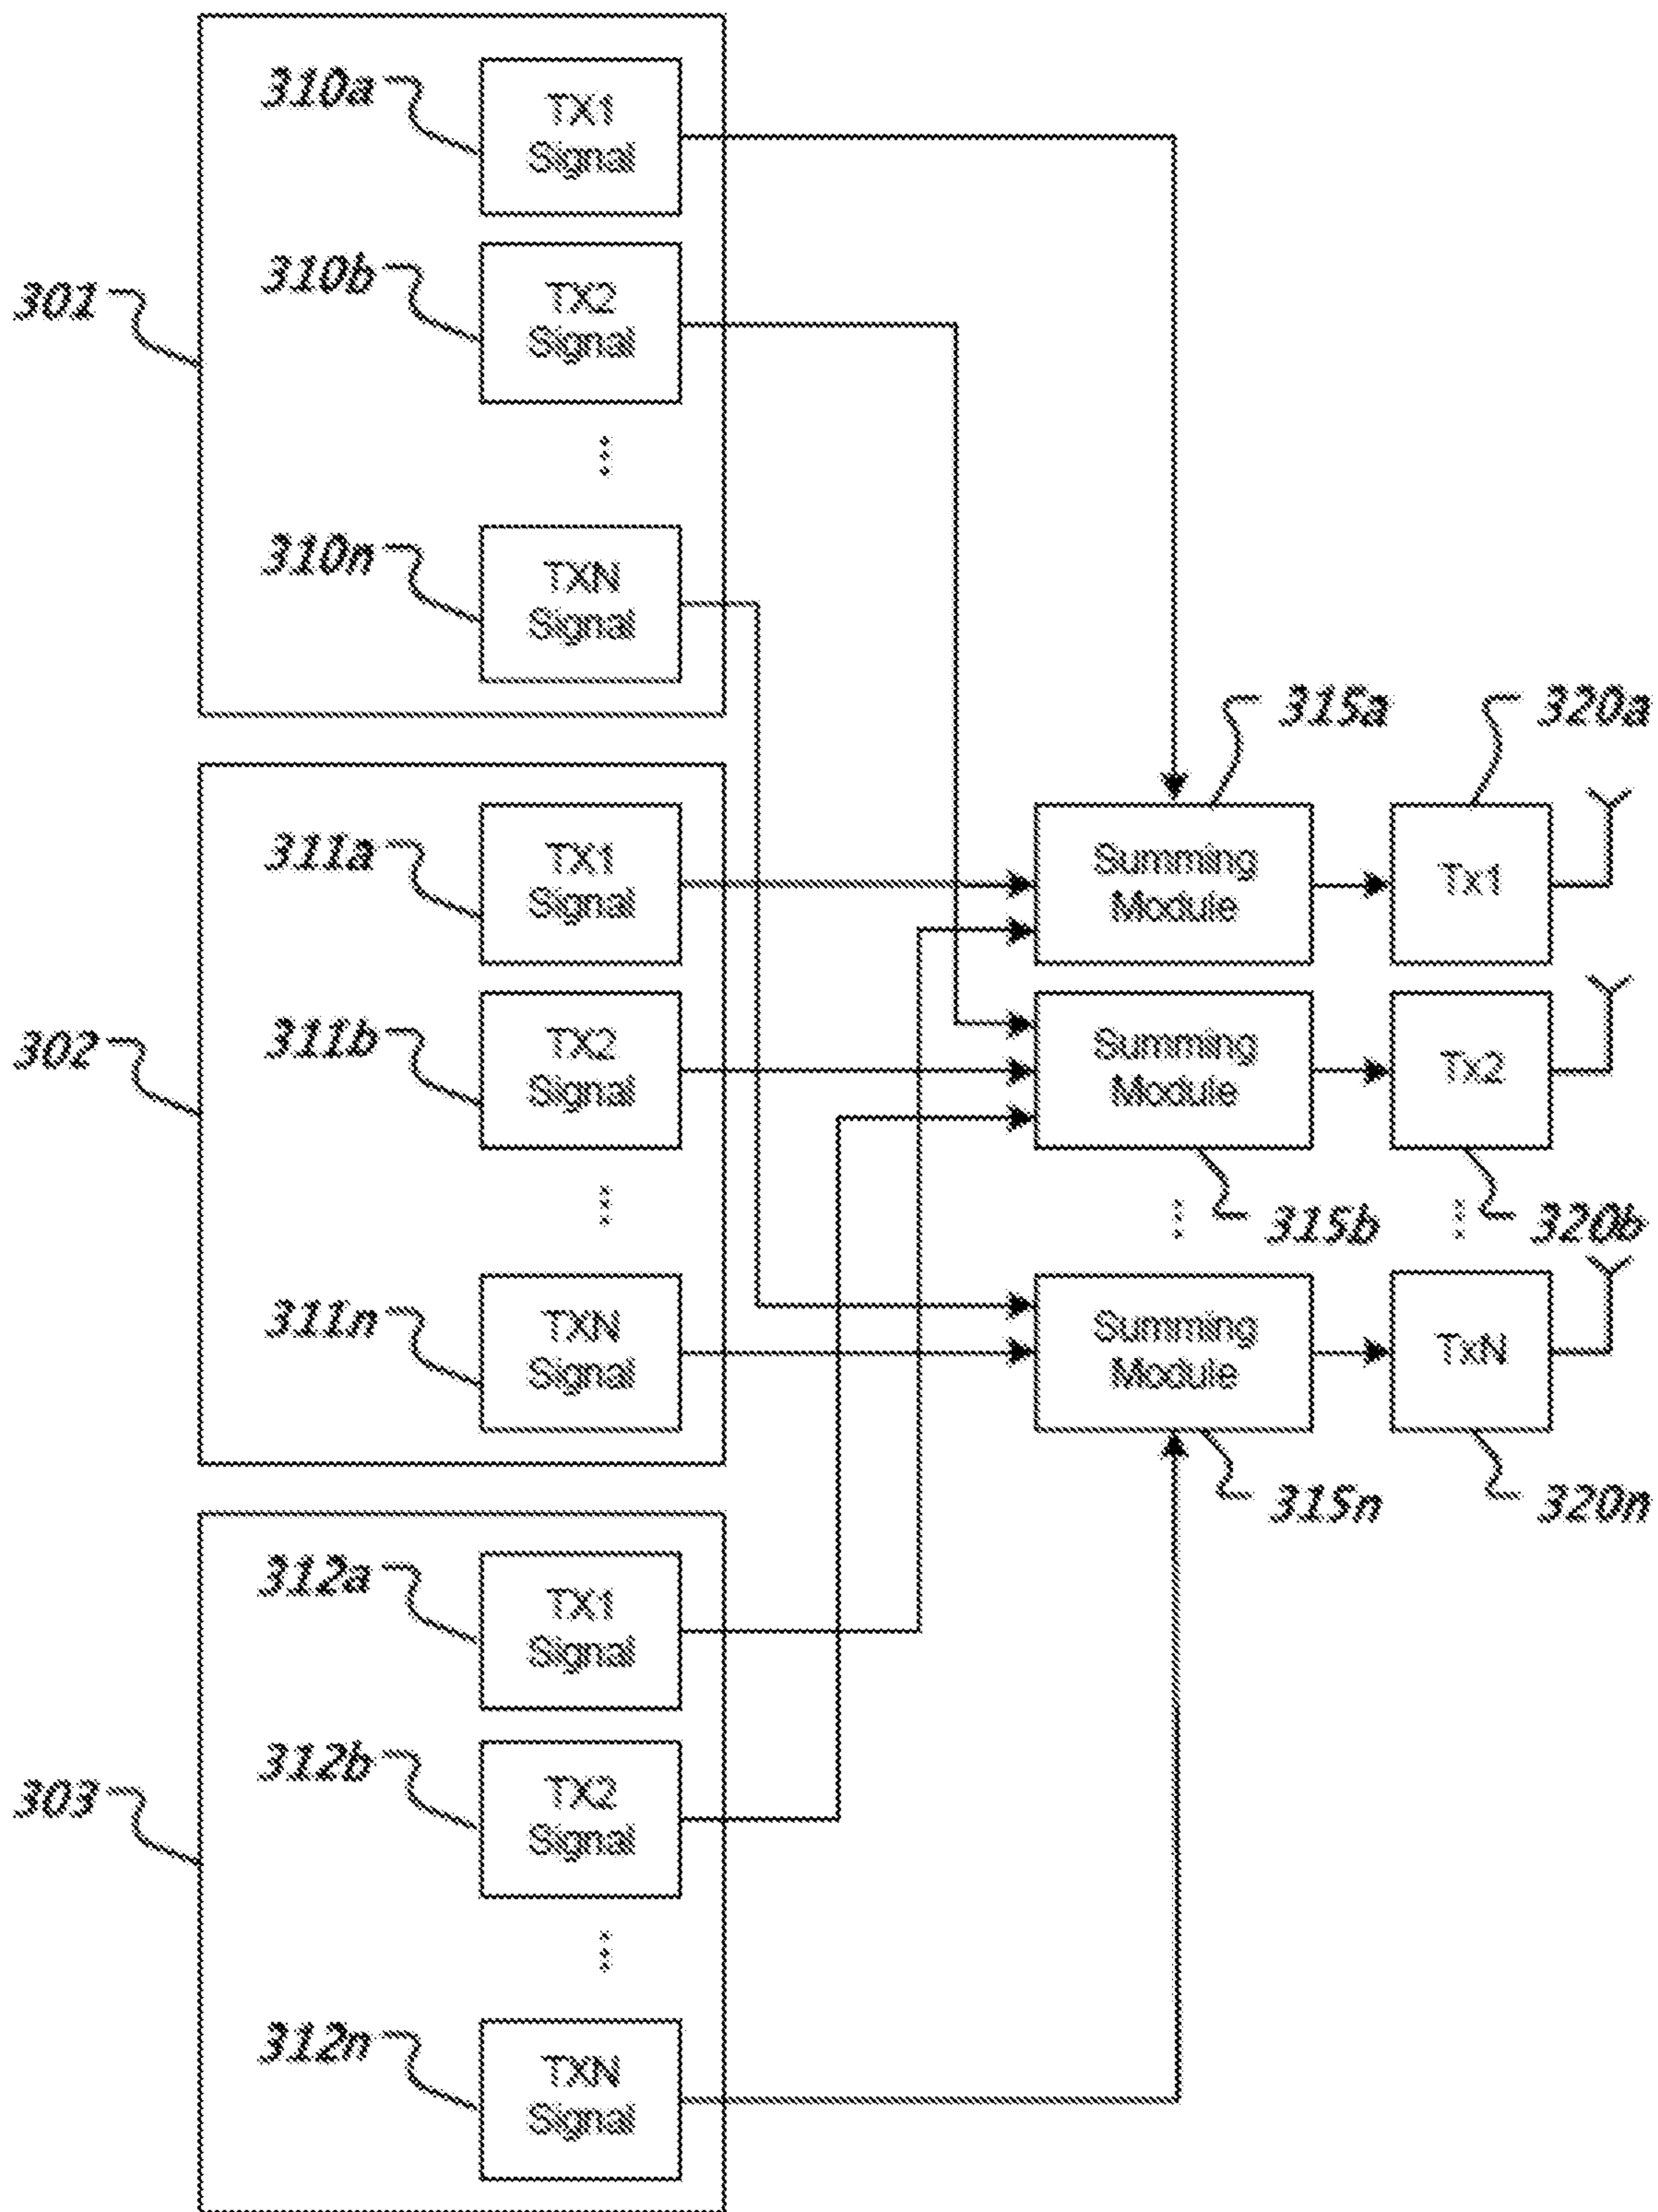 310a
TX1
Signal
310b
TX2
Signal
301
310n
TXN
Signal
315a
320a
311a
TX1
Signal
Summing
Module
Tx1
302
311b
TX2
Signal
Summing
Module
Tx2
315b
320b
311n
TXN
Signal
Summing
Module
TxN
315n
320n
312a
TX1
Signal
303
312b
TX2
Signal
312n
TXN
Signal